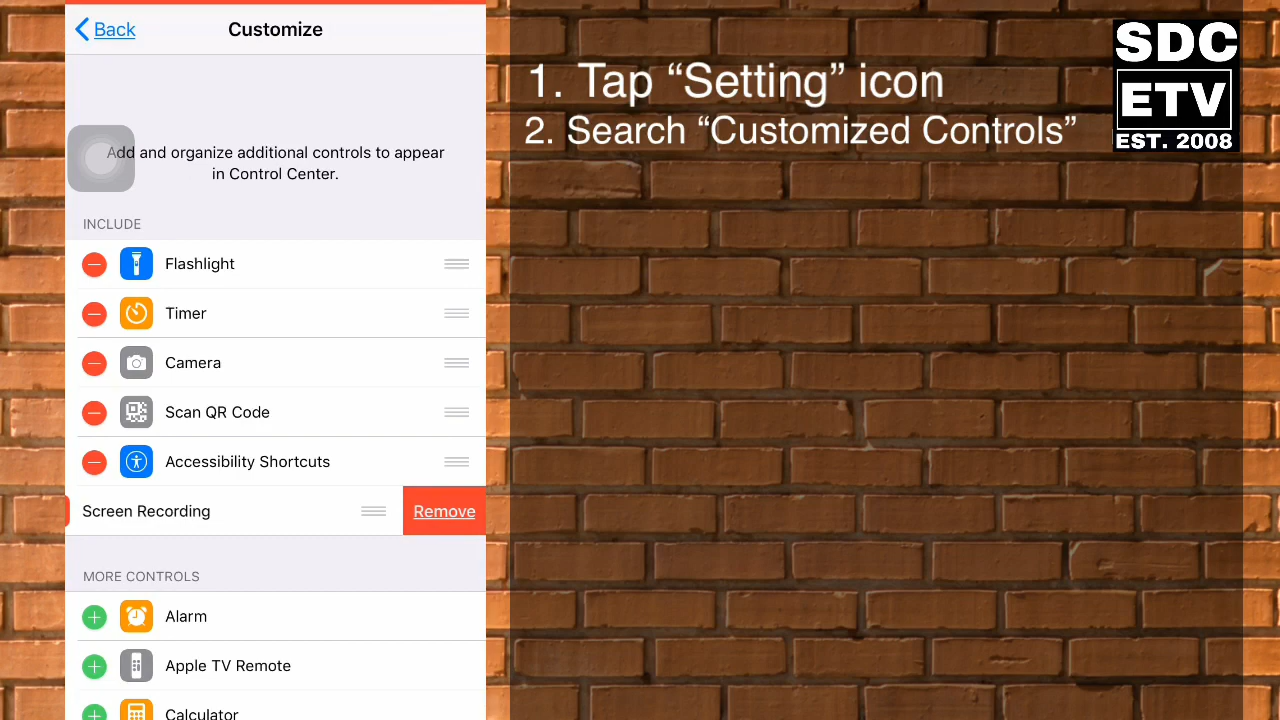 Back
Customize
Add and organize additional controls to appear
in Control Center.
INCLUDE
Flashlight
Timer
Camera
Scan QR Code
Accessibility Shortcuts
Screen Recording
Remove
MORE CONTROLS
Alarm
Apple TV Remote
Calculator
1. Tap “Setting” icon
2. Search “Customized Controls”
SDC
ETV
EST. 2008